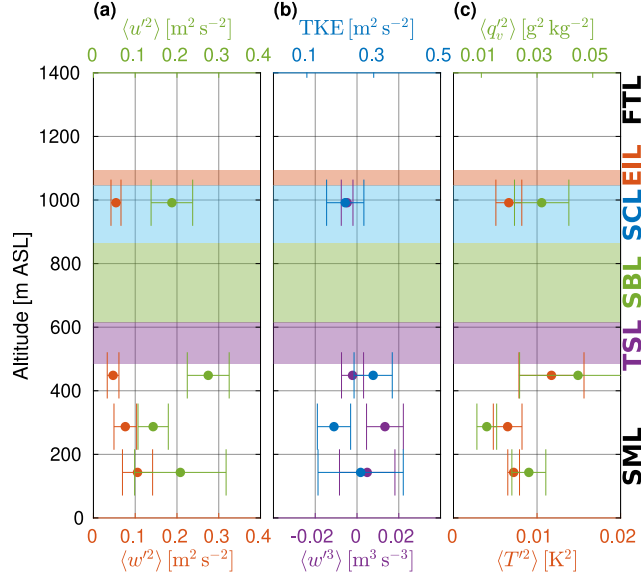 (a) (b) (c)
⟨u′²⟩ [m² s⁻²] TKE [m² s⁻²] ⟨q′ᵥ²⟩ [g² kg⁻²]
0 0.1 0.2 0.3 0.4 0.1 0.3 0.5 0.01 0.03 0.05
1400
1200
1000
800
600
400
200
0
Altitude [m ASL]
FTL
EIL
SCL
SBL
TSL
SML
0 0.1 0.2 0.3 0.4 -0.02 0 0.02 0 0.01 0.02
⟨w′²⟩ [m² s⁻²] ⟨w′³⟩ [m³ s⁻³] ⟨T′²⟩ [K²]